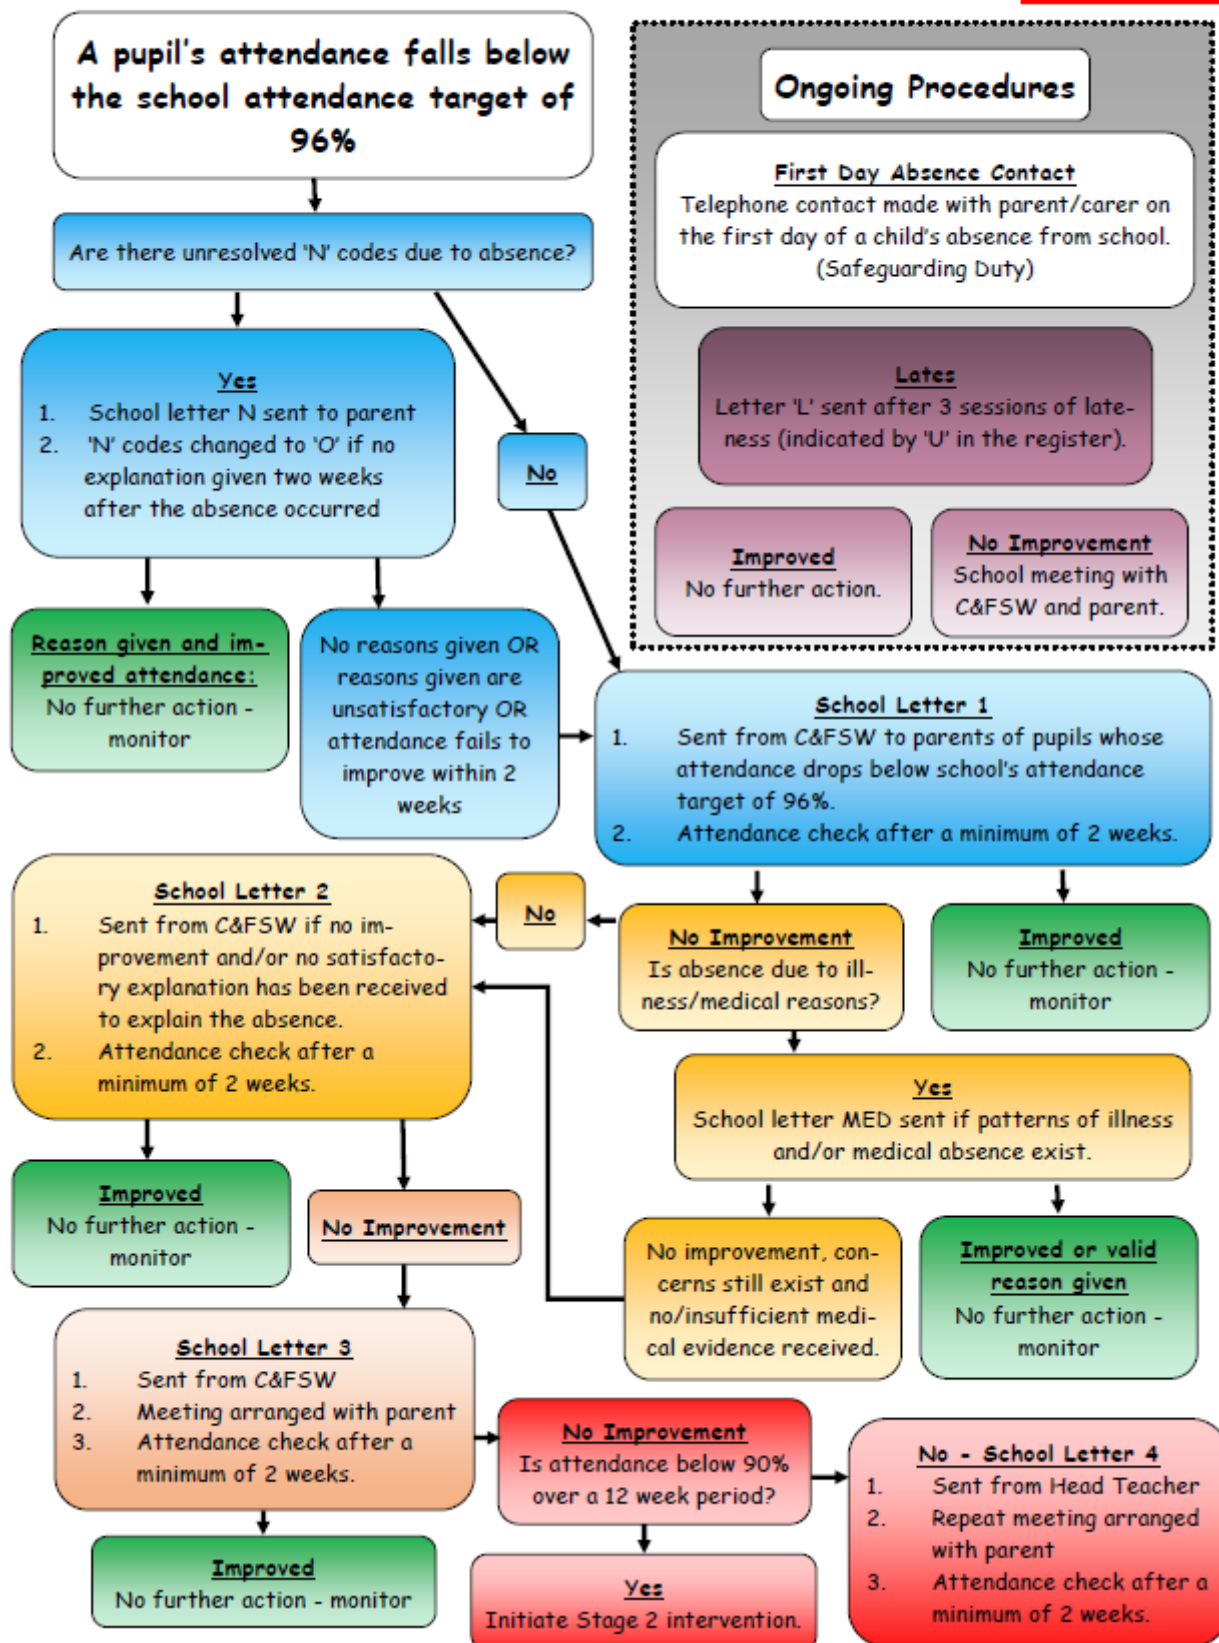 A pupil's attendance falls below
the school attendance target of
96%
Are there unresolved 'N' codes due to absence?
Yes
1. School letter N sent to parent
2. 'N' codes changed to 'O' if no
explanation given two weeks
after the absence occurred
No
Reason given and im-
proved attendance:
No further action -
monitor
No reasons given OR
reasons given are
unsatisfactory OR
attendance fails to
improve within 2
weeks
Ongoing Procedures
First Day Absence Contact
Telephone contact made with parent/carer on
the first day of a child's absence from school.
(Safeguarding Duty)
Lates
Letter 'L' sent after 3 sessions of late-
ness (indicated by 'U' in the register).
Improved
No further action.
No Improvement
School meeting with
C&FSW and parent.
School Letter 1
1. Sent from C&FSW to parents of pupils whose
attendance drops below school's attendance
target of 96%.
2. Attendance check after a minimum of 2 weeks.
School Letter 2
1. Sent from C&FSW if no im-
provement and/or no satisfacto-
ry explanation has been received
to explain the absence.
2. Attendance check after a
minimum of 2 weeks.
No
No Improvement
Is absence due to ill-
ness/medical reasons?
Improved
No further action -
monitor
Yes
School letter MED sent if patterns of illness
and/or medical absence exist.
Improved
No further action -
monitor
No Improvement
No improvement, con-
cerns still exist and
no/insufficient medi-
cal evidence received.
Improved or valid
reason given
No further action -
monitor
School Letter 3
1. Sent from C&FSW
2. Meeting arranged with parent
3. Attendance check after a
minimum of 2 weeks.
No Improvement
Is attendance below 90%
over a 12 week period?
No - School Letter 4
1. Sent from Head Teacher
2. Repeat meeting arranged
with parent
3. Attendance check after a
minimum of 2 weeks.
Improved
No further action - monitor
Yes
Initiate Stage 2 intervention.